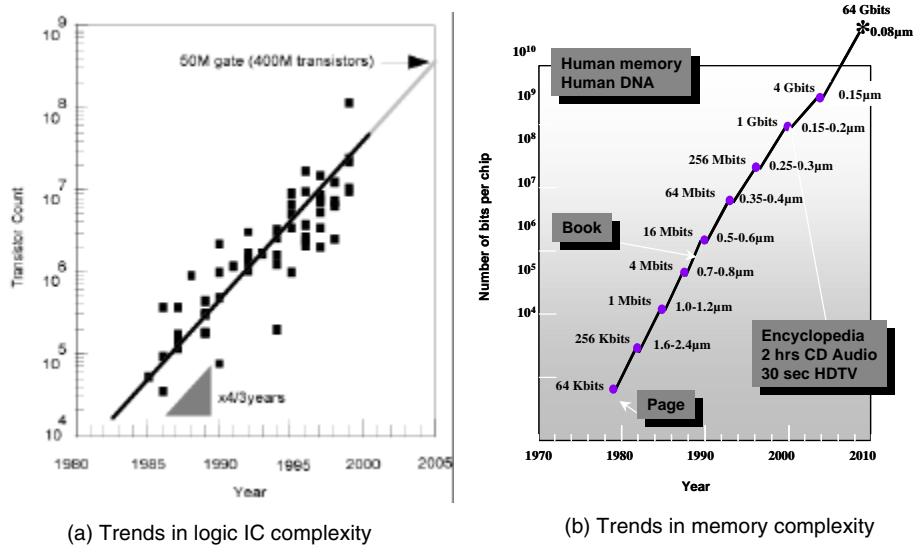 10^9
10^8
10^7
10^6
10^5
10^4
Transistor Count
50M gate (400M transistors)
x4/3years
1980 1985 1990 1995 2000 2005
Year
(a) Trends in logic IC complexity
64 Gbits
0.08µm
10^10
10^9
10^8
10^7
10^6
10^5
10^4
Number of bits per chip
Human memory
Human DNA
4 Gbits 0.15µm
1 Gbits 0.15-0.2µm
256 Mbits 0.25-0.3µm
64 Mbits 0.35-0.4µm
Book
16 Mbits 0.5-0.6µm
4 Mbits 0.7-0.8µm
1 Mbits 1.0-1.2µm
256 Kbits 1.6-2.4µm
Encyclopedia
2 hrs CD Audio
30 sec HDTV
64 Kbits
Page
1970 1980 1990 2000 2010
Year
(b) Trends in memory complexity